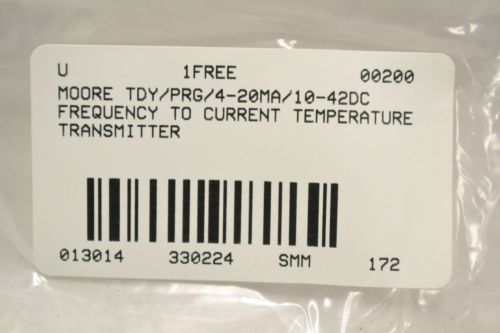 U 1FREE 00200
MOORE TDY/PRG/4-20MA/10-42DC
FREQUENCY TO CURRENT TEMPERATURE
TRANSMITTER
013014 330224 SMM 172